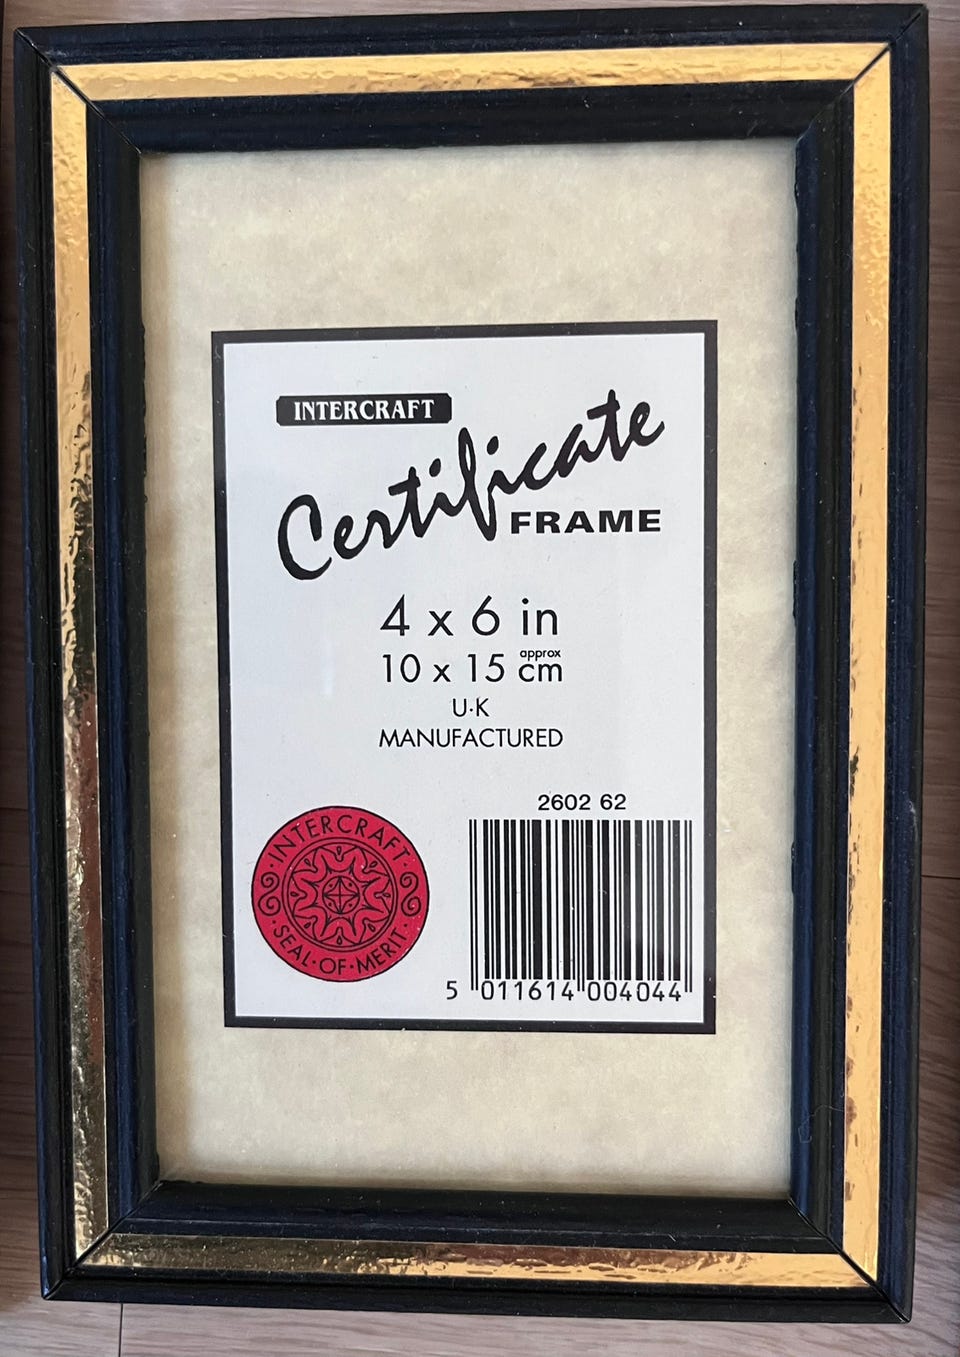 INTERCRAFT
Certificate
FRAME
4 x 6 in
10 x 15 approx cm
U·K
MANUFACTURED
2602 62
INTERCRAFT
·SEAL·OF·MERIT·
5 011614 004044